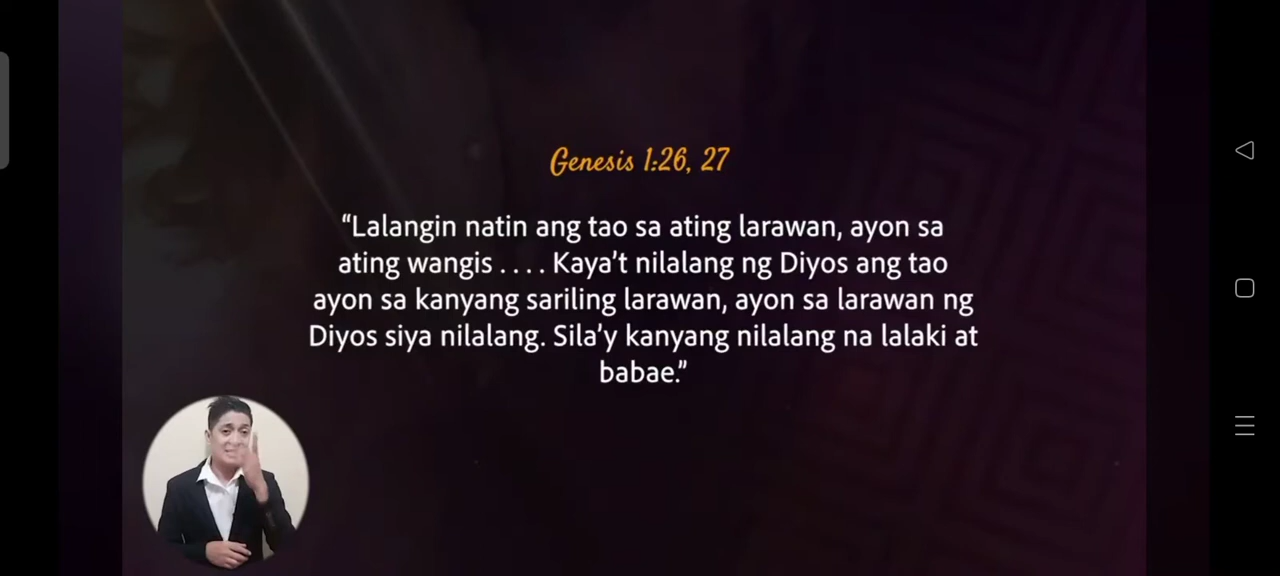 Genesis 1:26, 27
“Lalangin natin ang tao sa ating larawan, ayon sa
ating wangis . . . . Kaya’t nilalang ng Diyos ang tao
ayon sa kanyang sariling larawan, ayon sa larawan ng
Diyos siya nilalang. Sila’y kanyang nilalang na lalaki at
babae.”